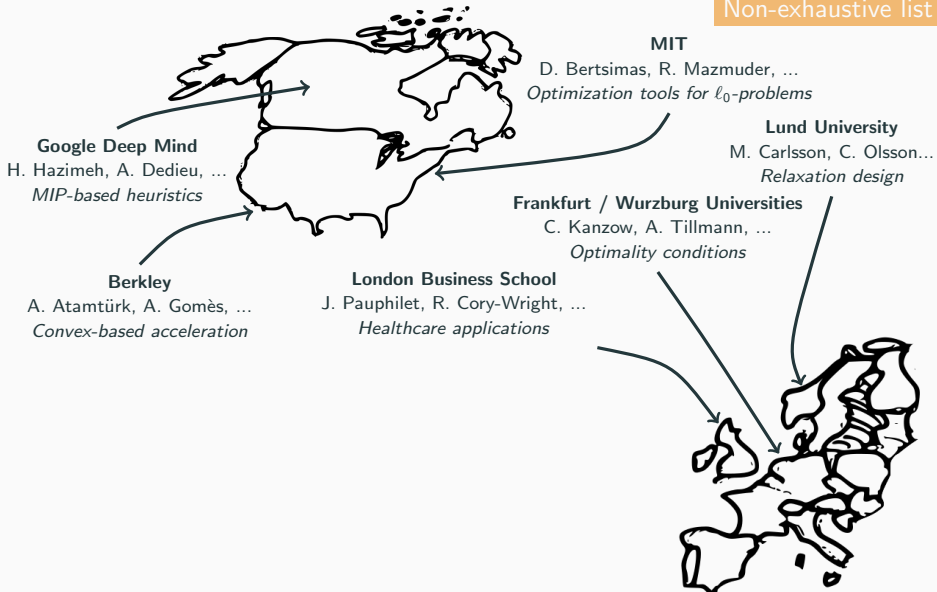 Non-exhaustive list
MIT
D. Bertsimas, R. Mazmuder, ...
Optimization tools for ℓ₀-problems
Lund University
M. Carlsson, C. Olsson...
Relaxation design
Google Deep Mind
H. Hazimeh, A. Dedieu, ...
MIP-based heuristics
Frankfurt / Wurzburg Universities
C. Kanzow, A. Tillmann, ...
Optimality conditions
Berkley
A. Atamtürk, A. Gomès, ...
Convex-based acceleration
London Business School
J. Pauphilet, R. Cory-Wright, ...
Healthcare applications